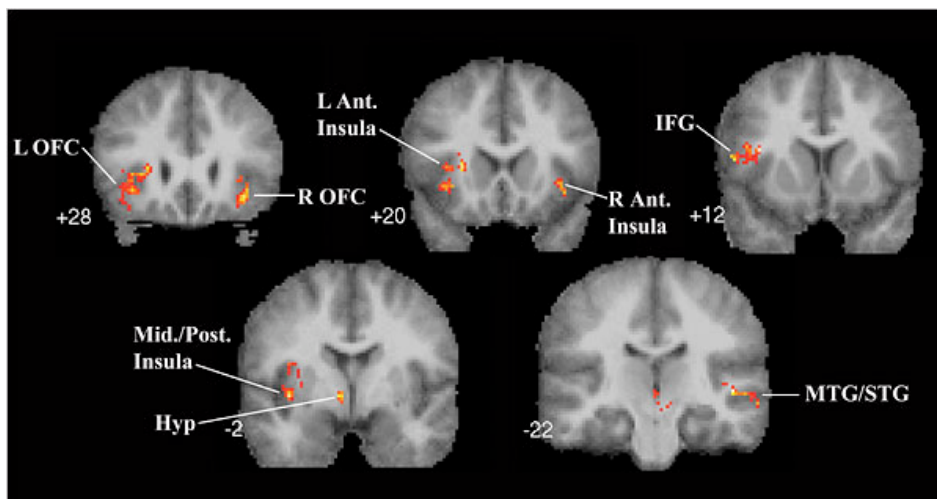 L OFC
R OFC
+28
L Ant.
Insula
R Ant.
Insula
+20
IFG
+12
Mid./Post.
Insula
Hyp
-2
MTG/STG
-22